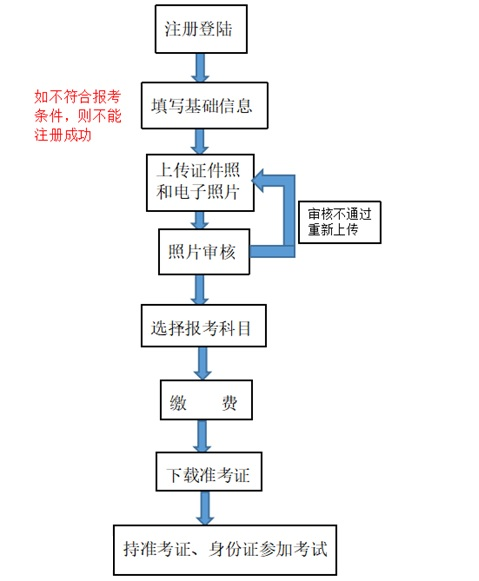 注册登陆
如不符合报考
条件，则不能
注册成功
填写基础信息
上传证件照
和电子照片
审核不通过
重新上传
照片审核
选择报考科目
缴　　费
下载准考证
持准考证、身份证参加考试